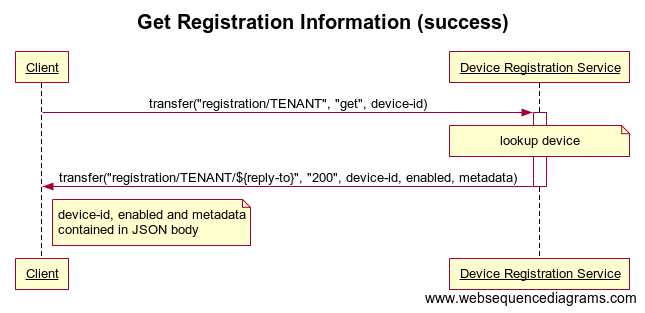 Get Registration Information (success)
Client
Device Registration Service
transfer("registration/TENANT", "get", device-id)
lookup device
transfer("registration/TENANT/${reply-to}", "200", device-id, enabled, metadata)
device-id, enabled and metadata
contained in JSON body
Client
Device Registration Service
www.websequencediagrams.com